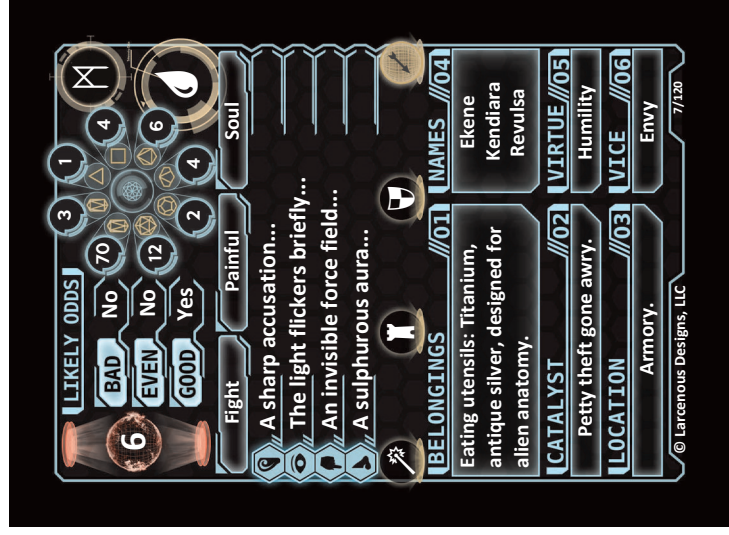 6
LIKELY ODDS
BAD No
EVEN No
GOOD Yes
3
1
4
6
4
2
12
70
Fight
Painful
Soul
A sharp accusation...
The light flickers briefly...
An invisible force field...
A sulphurous aura...
BELONGINGS //01
Eating utensils: Titanium,
antique silver, designed for
alien anatomy.
CATALYST //02
Petty theft gone awry.
LOCATION //03
Armory.
NAMES //04
Ekene
Kendiara
Revulsa
VIRTUE //05
Humility
VICE //06
Envy
© Larcenous Designs, LLC
7/120